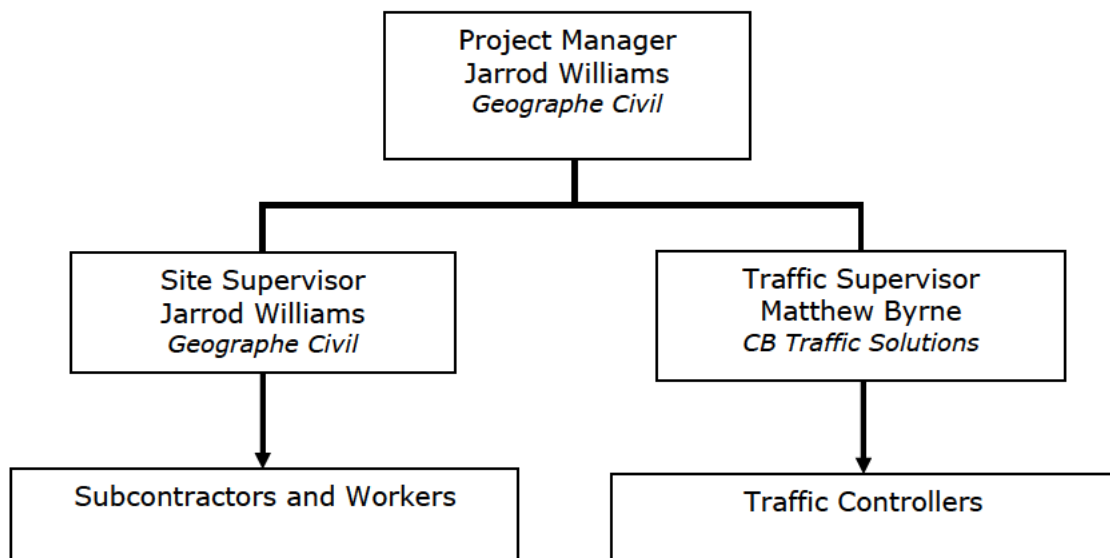 Project Manager
Jarrod Williams
Geographe Civil
Site Supervisor
Jarrod Williams
Geographe Civil
Traffic Supervisor
Matthew Byrne
CB Traffic Solutions
Subcontractors and Workers
Traffic Controllers